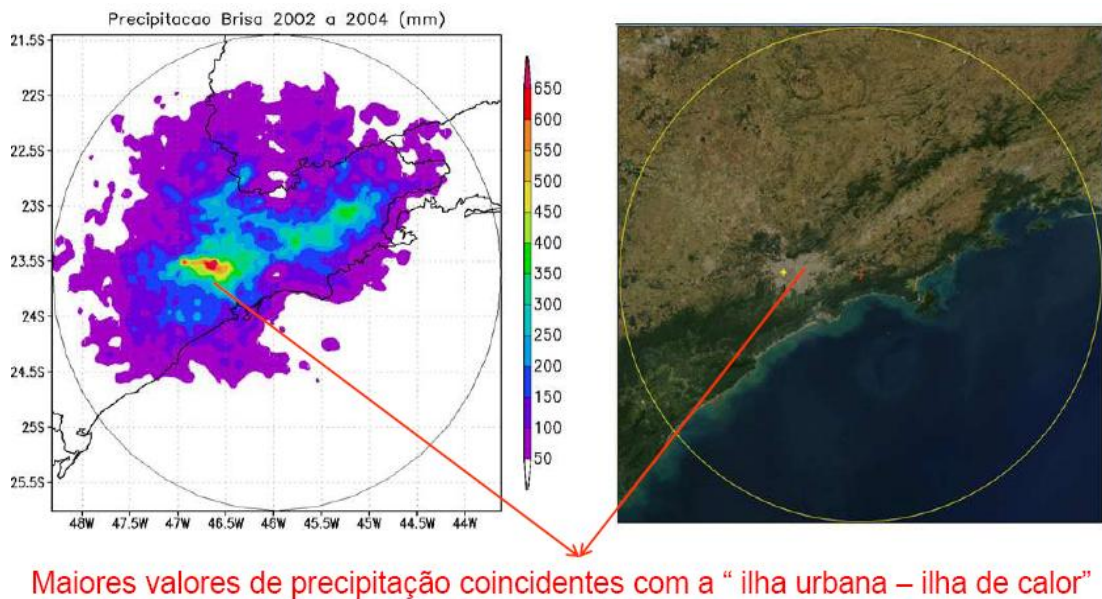 Precipitacao Brisa 2002 a 2004 (mm)
21.5S
22S
22.5S
23S
23.5S
24S
24.5S
25S
25.5S
48W 47.5W 47W 46.5W 46W 45.5W 45W 44.5W 44W
650
600
550
500
450
400
350
300
250
200
150
100
50
Maiores valores de precipitação coincidentes com a “ ilha urbana – ilha de calor”